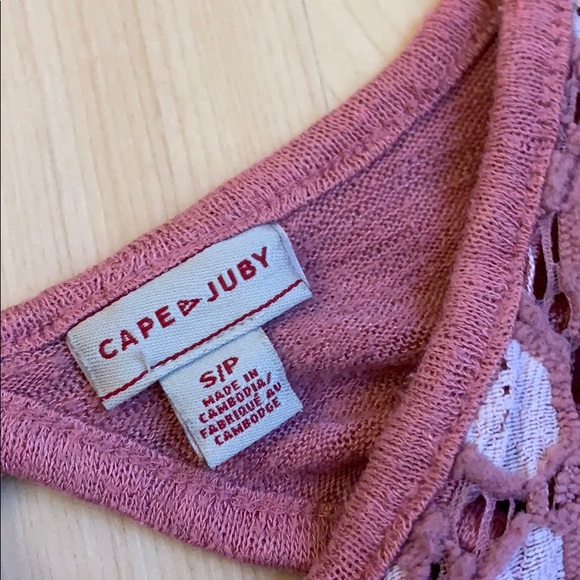 CAPE JUBY
S/P
MADE IN
CAMBODIA/
FABRIQUÉ AU
CAMBODGE